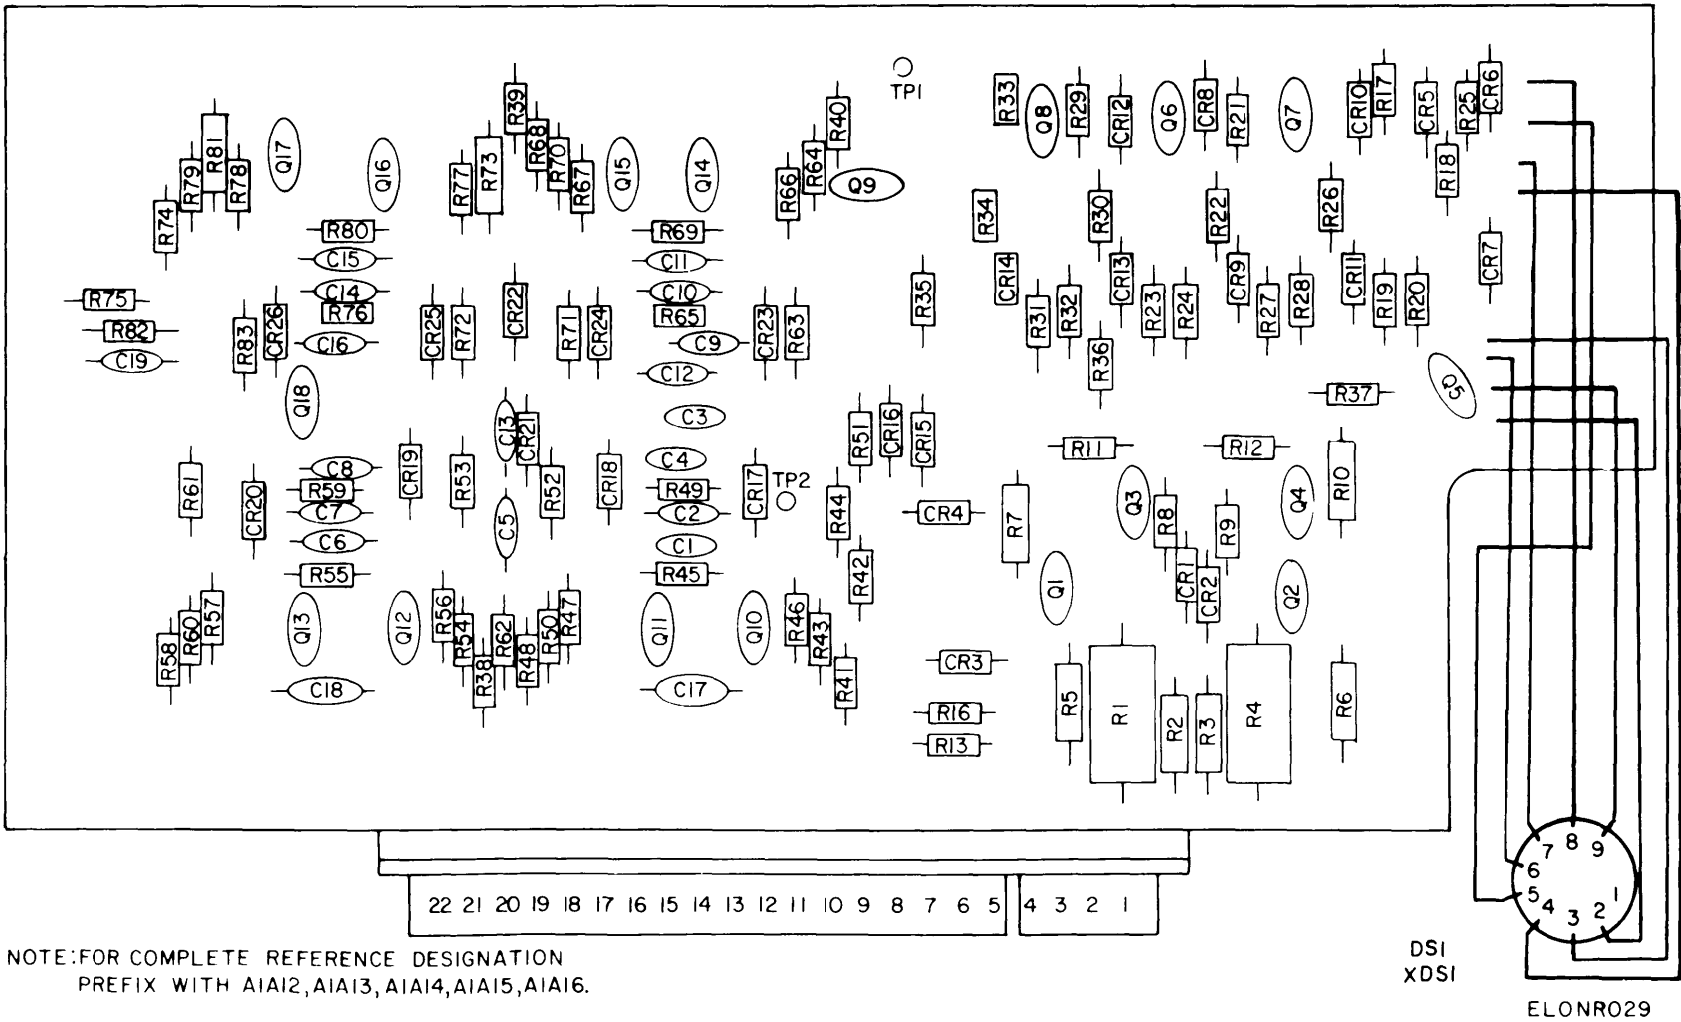 TP1
R33 Q8 R29 CR12 Q6 CR8 R21 Q7 CR10 R17 CR5 R25 CR6
R18
R39 R68 R70 R67
R40 R64 R66 Q9
R74 R79 R81 R78 Q17 Q16
R77 R73 Q15 Q14
R34 R30 R22 R26 CR7
R80 R69
C15 C11
R75 C14 C10
R76 R65
R82 R83 CR26 C16 CR25 R72 CR22 R71 CR24 C9 CR23 R63
C19 C12
R35 CR14 R31 R32 CR13 R23 R24 CR9 R27 R28 CR11 R19 R20
R36
Q18 R37 Q5
C13 CR21 C3
R51 CR16 CR15 R11 R12
R61 CR20 C8 CR19 R53 R52 CR18 C4 CR17 TP2
R59 R49
C7 C5 C2 R44 CR4 R7 Q3 R8 R9 Q4 R10
C6 C1
R55 R45 R42 Q1 CR1 CR2 Q2
R58 R60 R57 Q13 Q12 R56 R54 R38 R62 R48 R50 R47 Q11 Q10 R46 R43 R41
CR3
C18 C17
R16 R5 R1 R2 R3 R4 R6
R13
8
7 9
6
5 1
4 2
3
22 21 20 19 18 17 16 15 14 13 12 11 10 9 8 7 6 5 4 3 2 1
NOTE:FOR COMPLETE REFERENCE DESIGNATION
PREFIX WITH A1A12,A1A13,A1A14,A1A15,A1A16.
DS1
XDS1
ELONR029